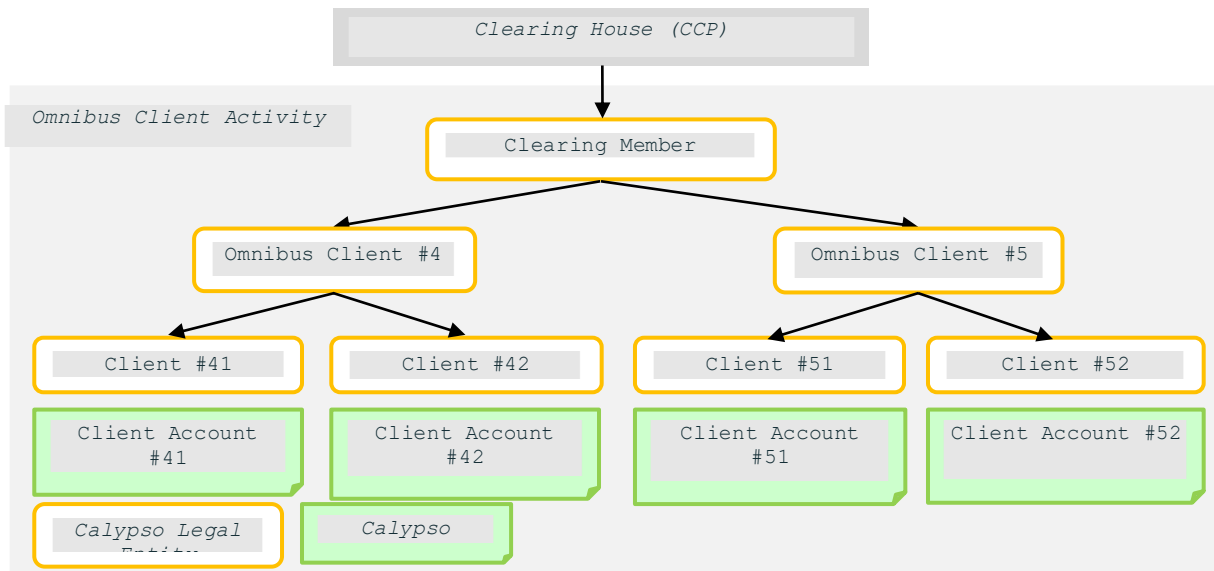 Clearing House (CCP)
Omnibus Client Activity
Clearing Member
Omnibus Client #4
Omnibus Client #5
Client #41
Client #42
Client #51
Client #52
Client Account
#41
Client Account
#42
Client Account
#51
Client Account #52
Calypso Legal
Entity
Calypso